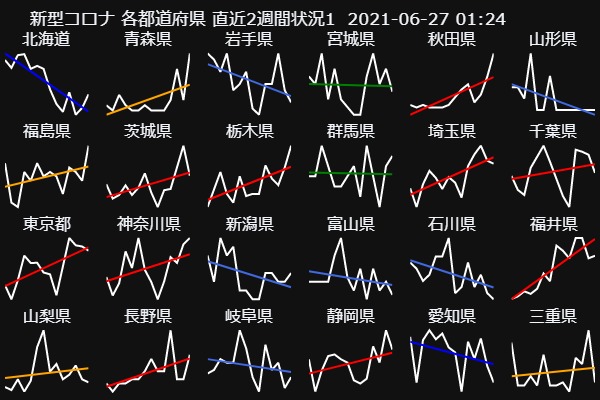 新型コロナ 各都道府県 直近2週間状況1 2021-06-27 01:24
北海道 青森県 岩手県 宮城県 秋田県 山形県
福島県 茨城県 栃木県 群馬県 埼玉県 千葉県
東京都 神奈川県 新潟県 富山県 石川県 福井県
山梨県 長野県 岐阜県 静岡県 愛知県 三重県